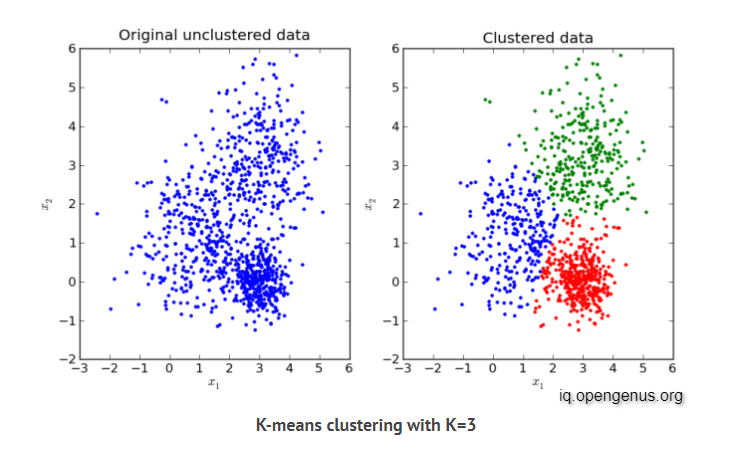 Original unclustered data
Clustered data
6
5
4
3
2
1
0
−1
−2
x₂
−3 −2 −1 0 1 2 3 4 5 6
x₁
6
5
4
3
2
1
0
−1
−2
x₂
−3 −2 −1 0 1 2 3 4 5 6
x₁
iq.opengenus.org
K-means clustering with K=3